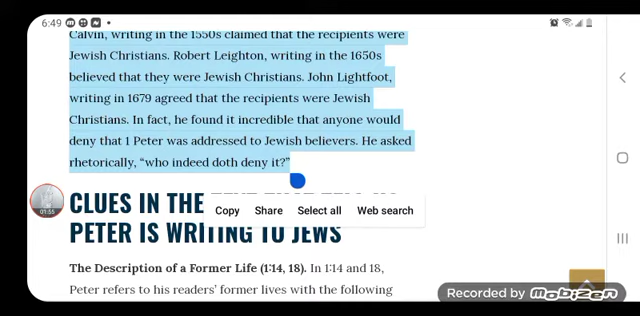 6:49
Calvin, writing in the 1550s claimed that the recipients were
Jewish Christians. Robert Leighton, writing in the 1650s
believed that they were Jewish Christians. John Lightfoot,
writing in 1679 agreed that the recipients were Jewish
Christians. In fact, he found it incredible that anyone would
deny that 1 Peter was addressed to Jewish believers. He asked
rhetorically, “who indeed doth deny it?”
CLUES IN THE
Copy Share Select all Web search
01:55
PETER IS WRITING TO JEWS
The Description of a Former Life (1:14, 18). In 1:14 and 18,
Peter refers to his readers’ former lives with the following
Recorded by Mobizen